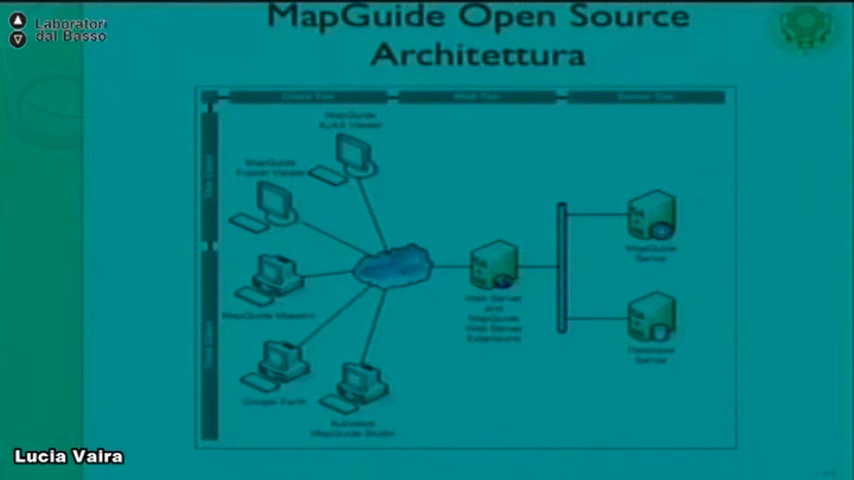 Laboratori
dal Basso
MapGuide Open Source
Architettura
Client Tier
Web Tier
Server Tier
MapGuide
AJAX Viewer
MapGuide
Fusion Viewer
MapGuide Maestro
Google Earth
Autodesk
MapGuide Studio
Web Server
and
MapGuide
Web Server
Extensions
MapGuide
Server
Database
Server
Lucia Vaira